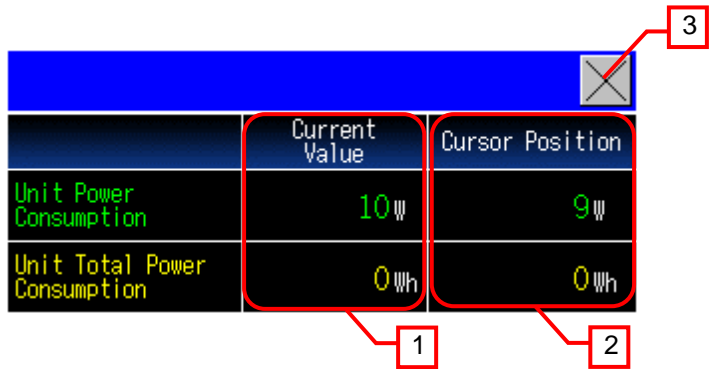 3
Current
Value
Cursor Position
Unit Power
Consumption
10W
9W
Unit Total Power
Consumption
0Wh
0Wh
1
2